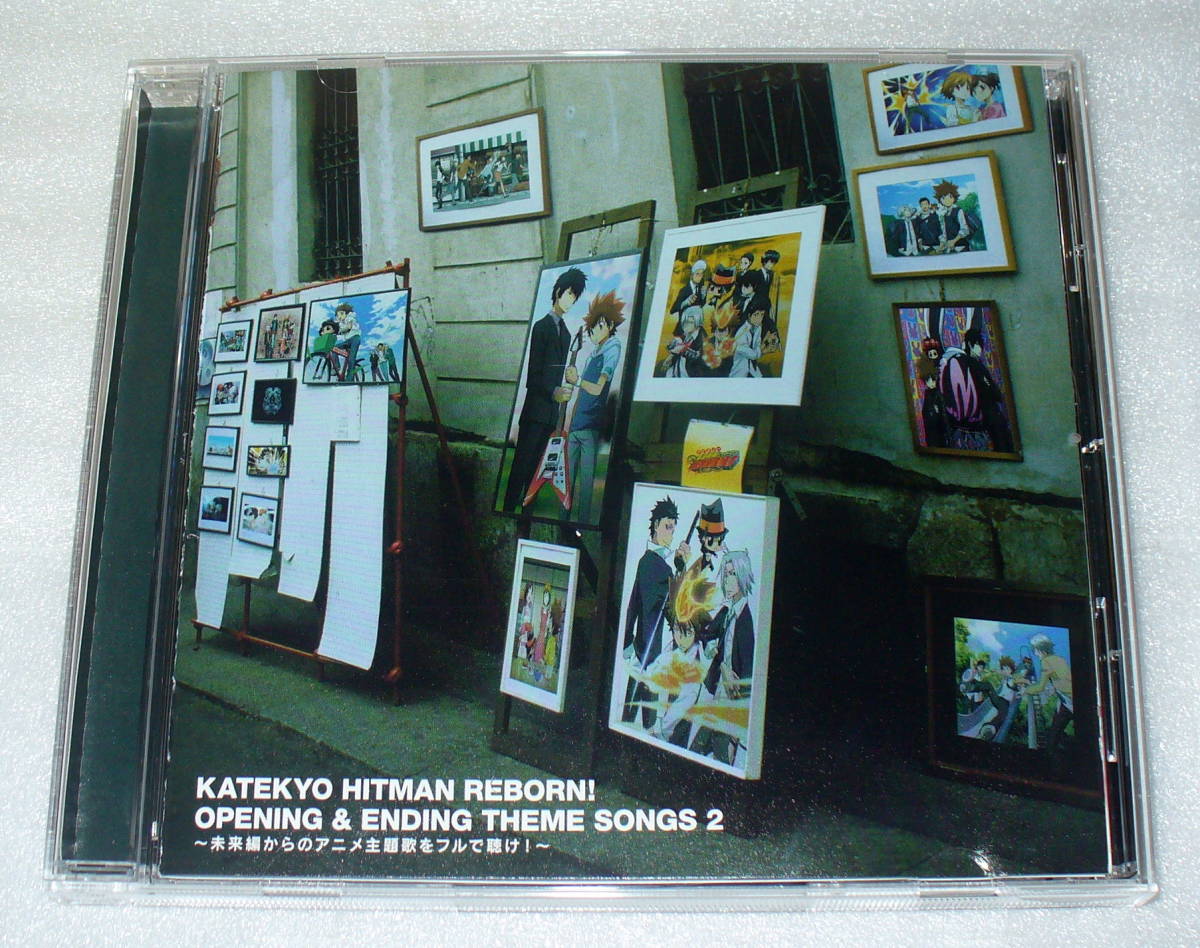 KATEKYO HITMAN REBORN!
OPENING & ENDING THEME SONGS 2
～未来編からのアニメ主題歌をフルで聴け！～